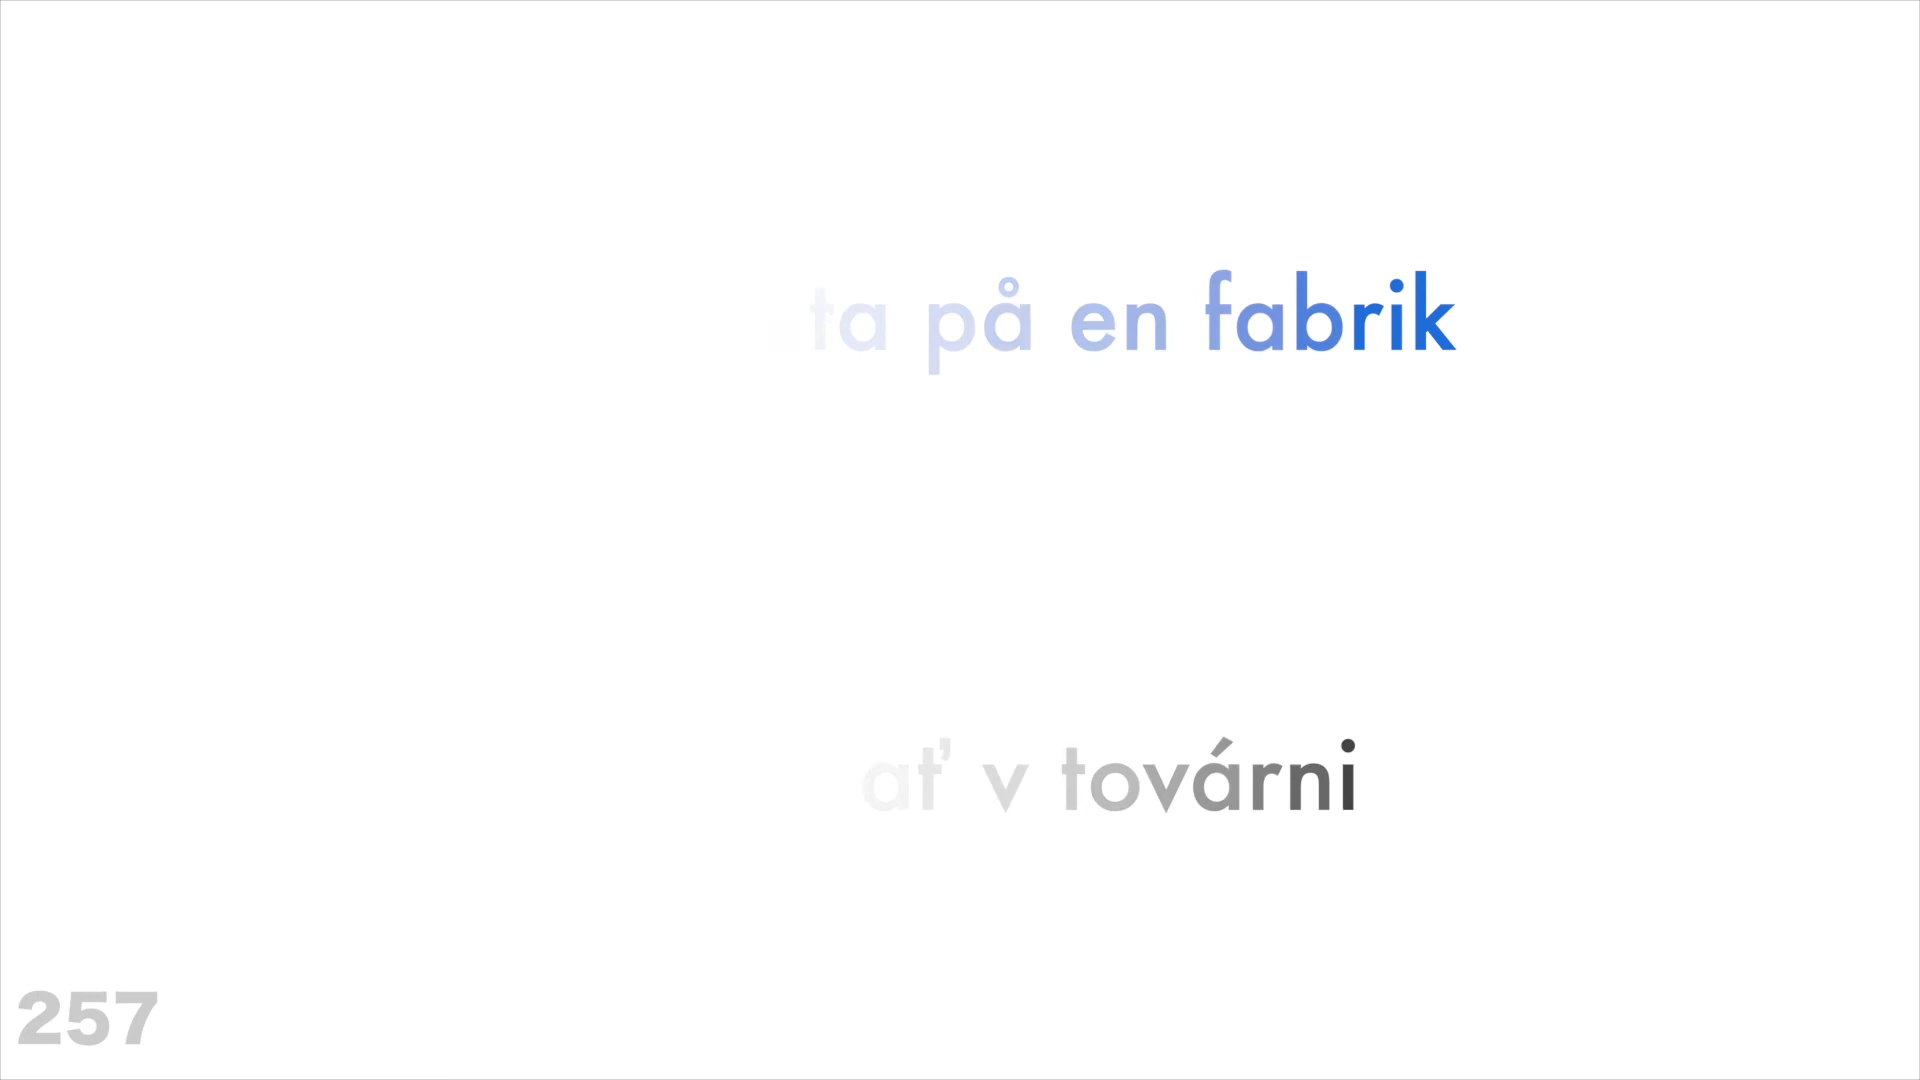 ta på en fabrik
ať v továrni
257